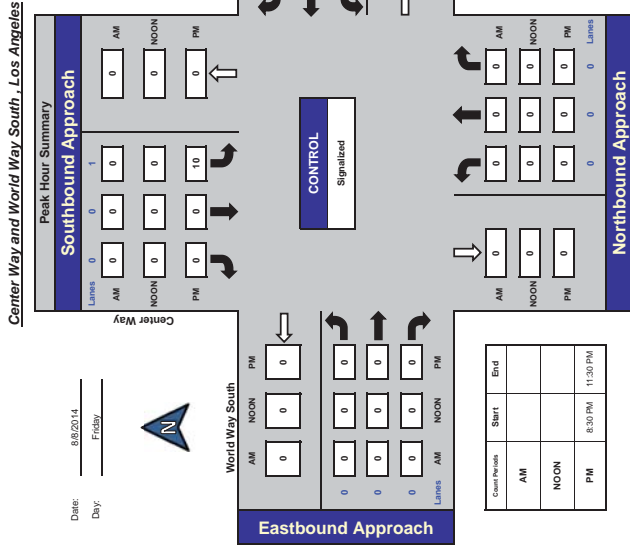 Center Way and World Way South , Los Angeles
Peak Hour Summary
Southbound Approach
Lanes 0 0 1
AM 0 0 0 0 AM
NOON 0 0 0 0 NOON
PM 0 0 10 0 PM
Center Way
Date: 8/8/2014
Day: Friday
N
World Way South
AM NOON PM
0 0 0
0 0 0 0
0 0 0 0
0 0 0 0
Lanes AM NOON PM
Eastbound Approach
CONTROL
Signalized
AM 0 0 0 0 AM
NOON 0 0 0 0 NOON
PM 0 0 0 0 PM
0 0 0 Lanes
Northbound Approach
Count Periods Start End
AM
NOON
PM 8:30 PM 11:30 PM